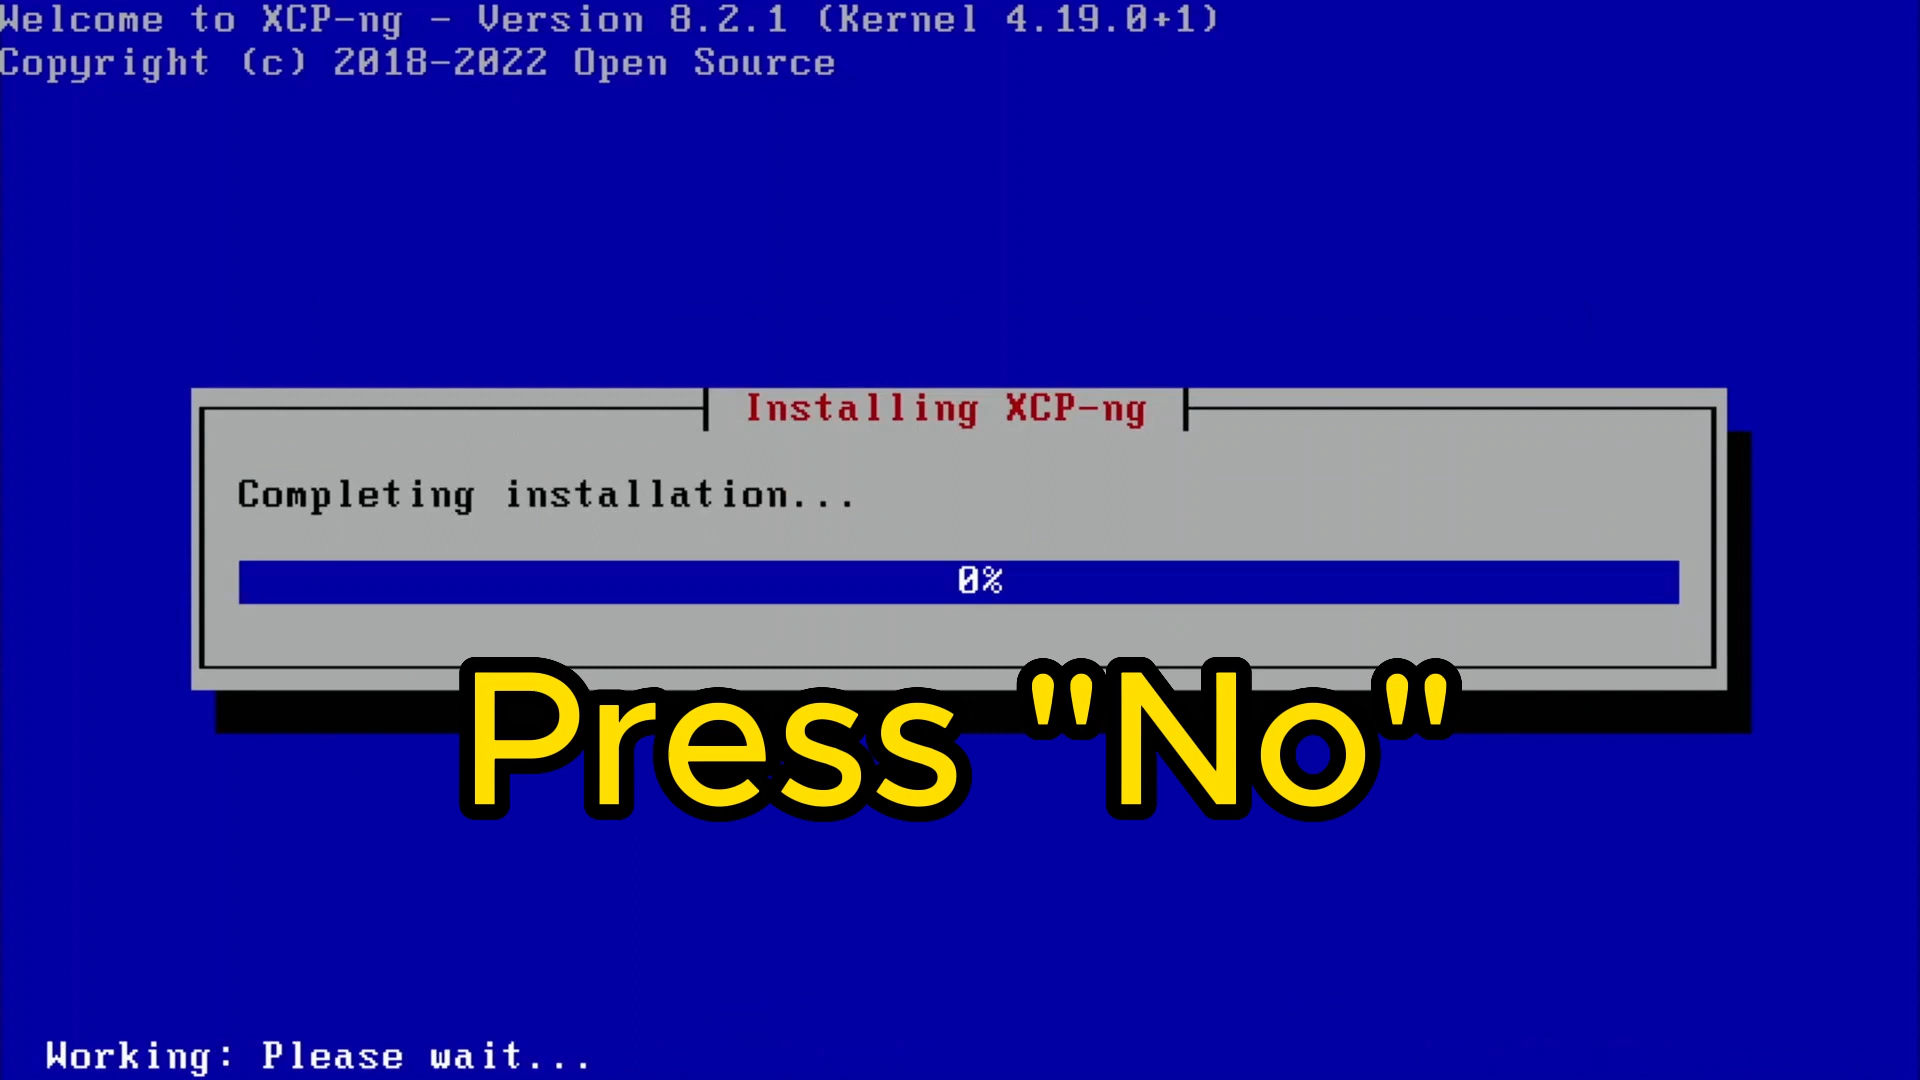 Welcome to XCP-ng - Version 8.2.1 (Kernel 4.19.0+1)
Copyright (c) 2018-2022 Open Source
Installing XCP-ng
Completing installation...
0%
Press "No"
Working: Please wait...